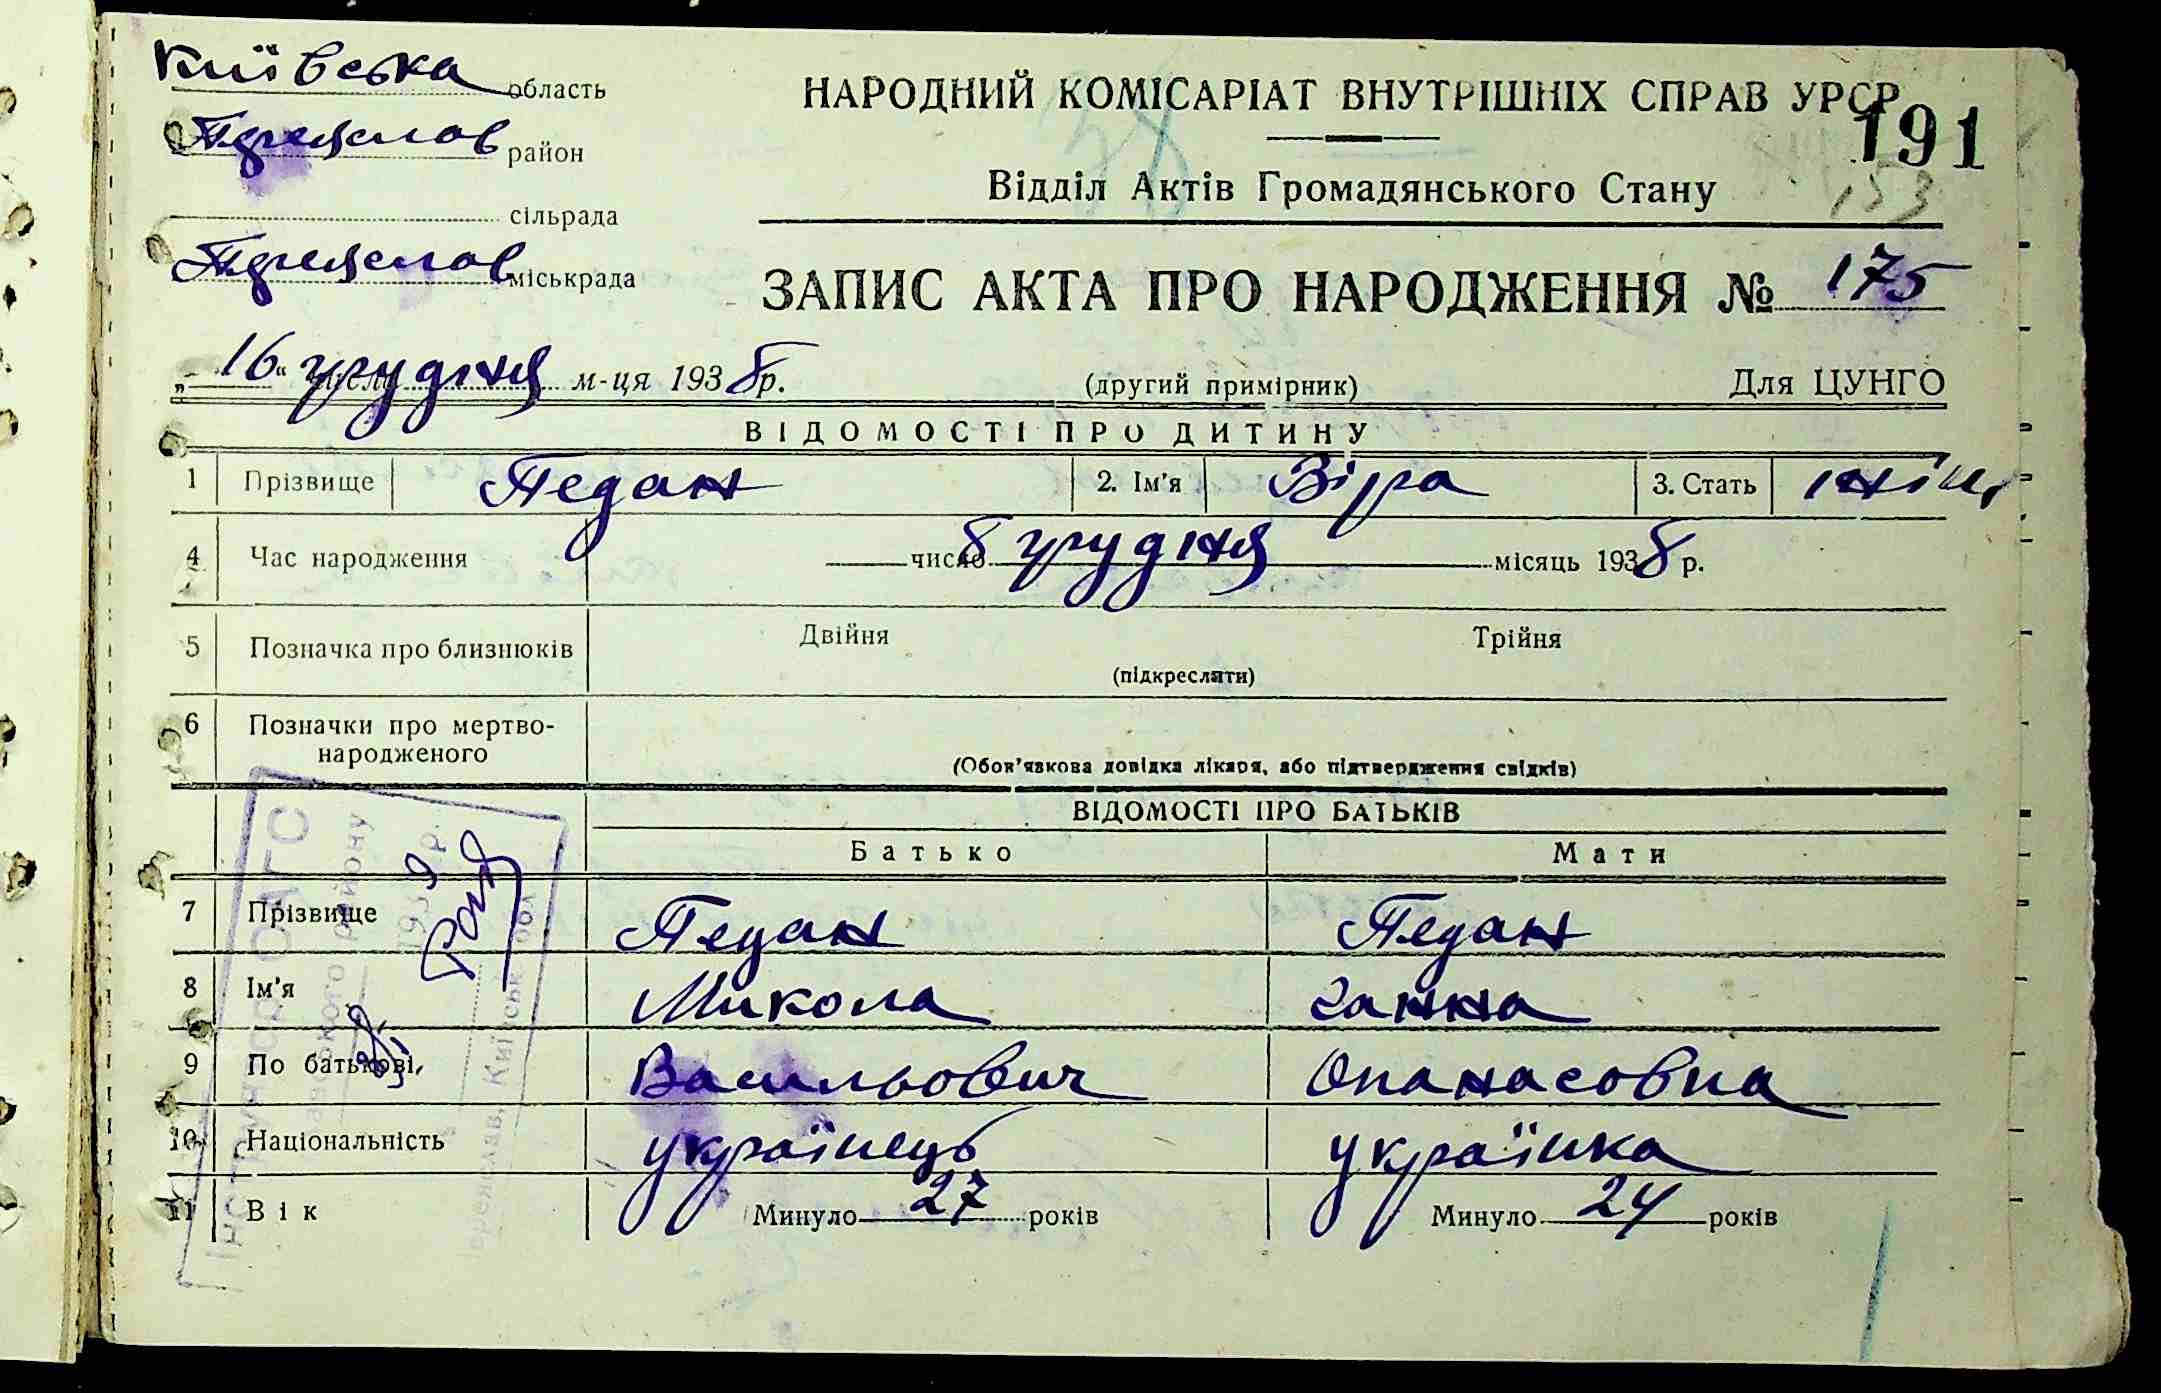 Київська область
НАРОДНИЙ КОМІСАРІАТ ВНУТРІШНІХ СПРАВ УРСР
191
Переяслав район
Відділ Актів Громадянського Стану
153
сільрада
Переяслав міськрада
ЗАПИС АКТА ПРО НАРОДЖЕННЯ № 175
„16“ числа грудня м-ця 1938 р. (другий примірник) Для ЦУНГО
ВІДОМОСТІ ПРО ДИТИНУ
1 Прізвище Педан 2. Ім'я Віра 3. Стать жіш.
4 Час народження число 8 грудня місяць 1938 р.
5 Позначка про близнюків Двійня Трійня
(підкреслити)
6 Позначки про мертво-
народженого
(Обов'язкова довідка лікаря, або підтвердження свідків)
ВІДОМОСТІ ПРО БАТЬКІВ
Батько Мати
7 Прізвище Педан Педан
8 Ім'я Микола Ганна
9 По батькові Васильович Опанасовна
10 Національність українець українка
11 Вік Минуло 27 років Минуло 24 років